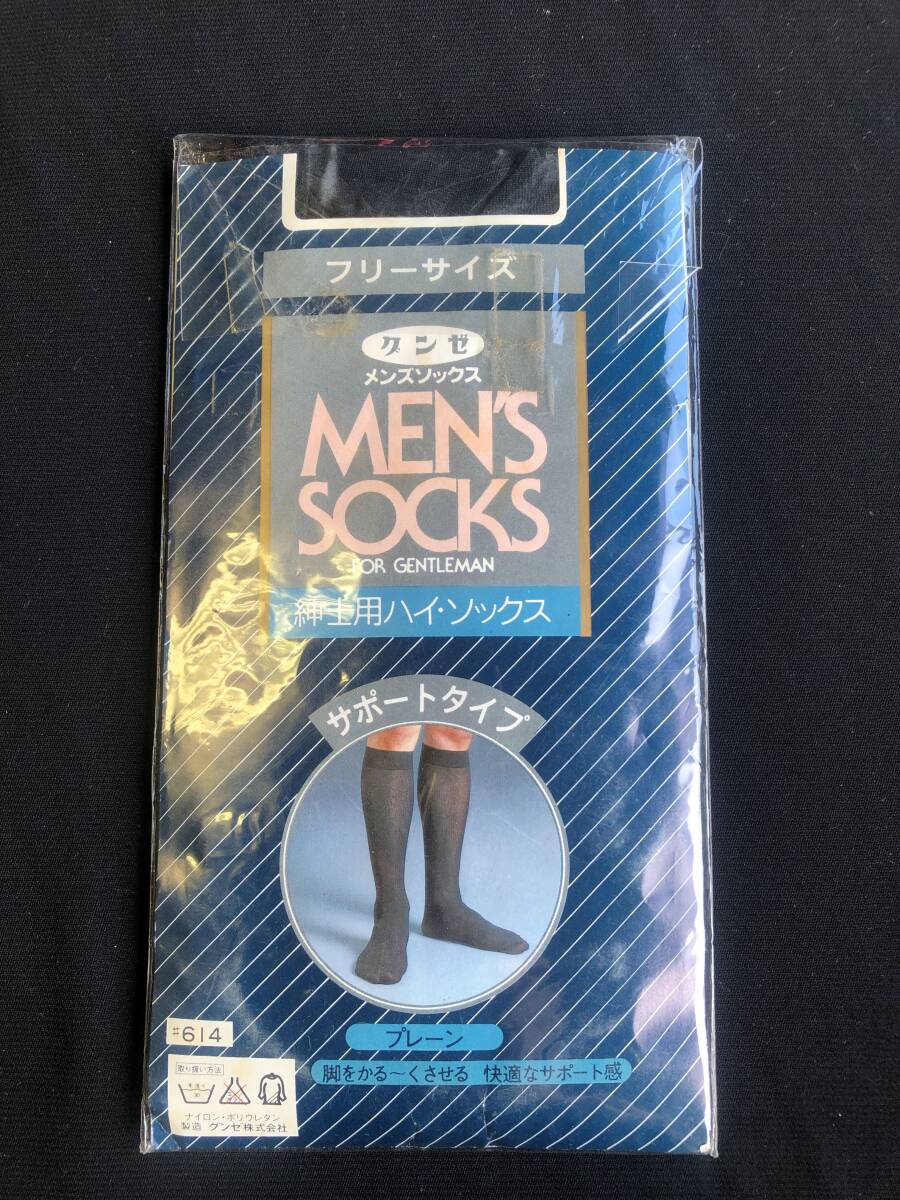 フリーサイズ
グンゼ
メンズソックス
MEN'S
SOCKS
FOR GENTLEMAN
紳士用ハイ・ソックス
サポートタイプ
プレーン
脚をかる〜くさせる 快適なサポート感
#614
取り扱い方法
手洗イ
30
ナイロン・ポリウレタン
製造 グンゼ株式会社